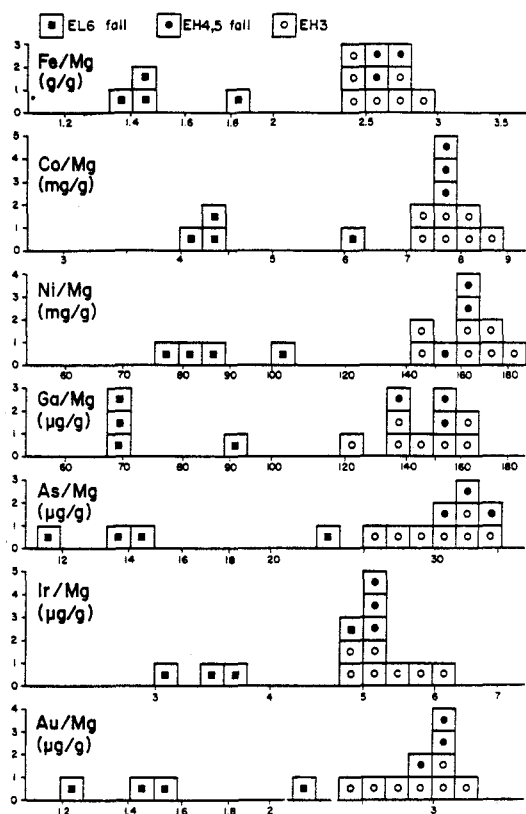 EL6 fall EH4,5 fall EH3
3
2
1
0
Fe/Mg
(g/g)
1.2 1.4 1.6 1.8 2 2.5 3 3.5
5
4
3
2
1
0
Co/Mg
(mg/g)
3 4 5 6 7 8 9
4
3
2
1
0
Ni/Mg
(mg/g)
60 70 80 90 100 120 140 160 180
3
2
1
0
Ga/Mg
(µg/g)
60 70 80 90 100 120 140 160 180
3
2
1
0
As/Mg
(µg/g)
12 14 16 18 20 30
5
4
3
2
1
0
Ir/Mg
(µg/g)
3 4 5 6 7
4
3
2
1
0
Au/Mg
(µg/g)
1.2 1.4 1.6 1.8 2 3